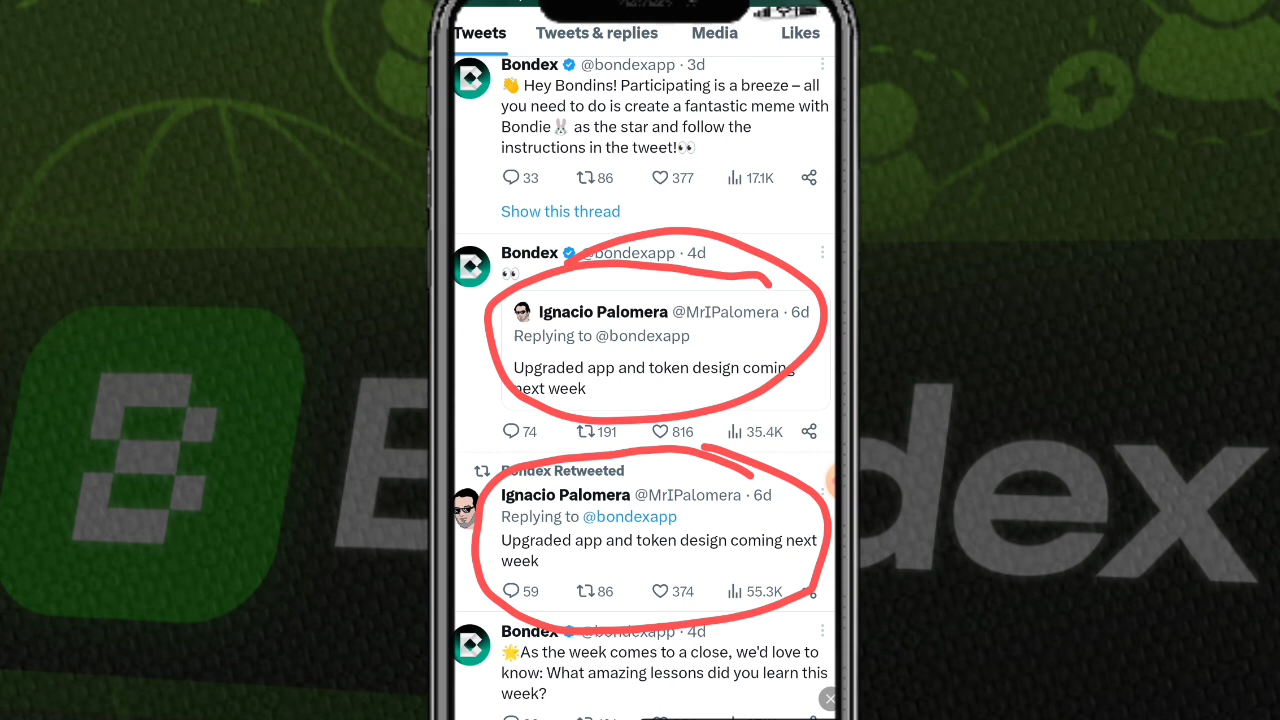 Tweets Tweets & replies Media Likes
Bondex @bondexapp · 3d
👋 Hey Bondins! Participating is a breeze – all
you need to do is create a fantastic meme with
Bondie🐰 as the star and follow the
instructions in the tweet!👀
33 86 377 17.1K
Show this thread
Bondex @bondexapp · 4d
👀
Ignacio Palomera @MrIPalomera · 6d
Replying to @bondexapp
Upgraded app and token design coming
next week
74 191 816 35.4K
Bondex Retweeted
Ignacio Palomera @MrIPalomera · 6d
Replying to @bondexapp
Upgraded app and token design coming next
week
59 86 374 55.3K
Bondex @bondexapp · 4d
🌟As the week comes to a close, we'd love to
know: What amazing lessons did you learn this
week?